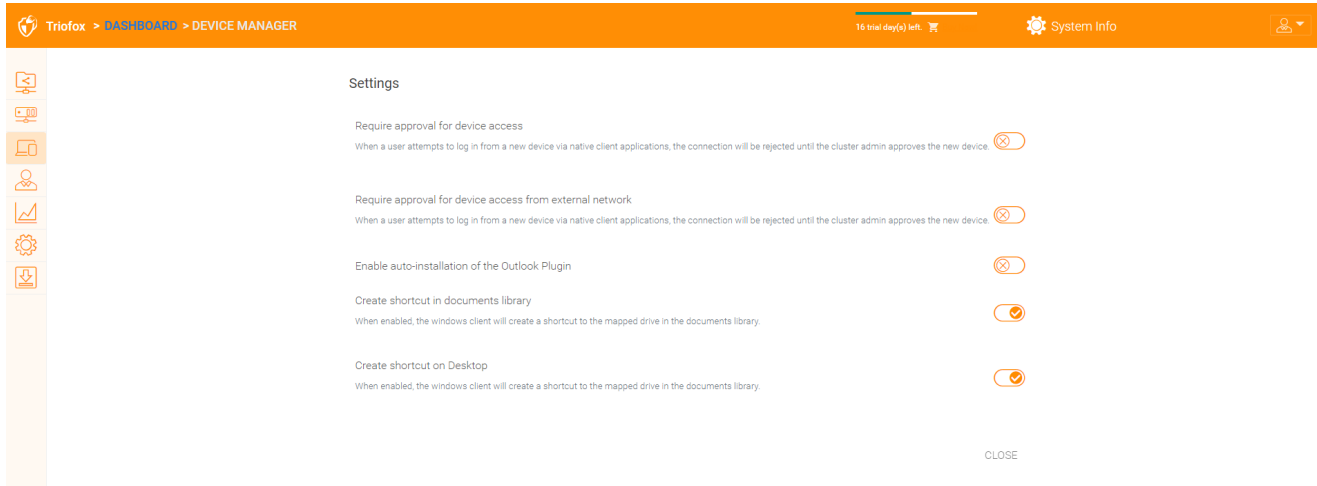 Triofox > DASHBOARD > DEVICE MANAGER
16 trial day(s) left.
System Info
Settings
Require approval for device access
When a user attempts to log in from a new device via native client applications, the connection will be rejected until the cluster admin approves the new device.
Require approval for device access from external network
When a user attempts to log in from a new device via native client applications, the connection will be rejected until the cluster admin approves the new device.
Enable auto-installation of the Outlook Plugin
Create shortcut in documents library
When enabled, the windows client will create a shortcut to the mapped drive in the documents library.
Create shortcut on Desktop
When enabled, the windows client will create a shortcut to the mapped drive in the documents library.
CLOSE